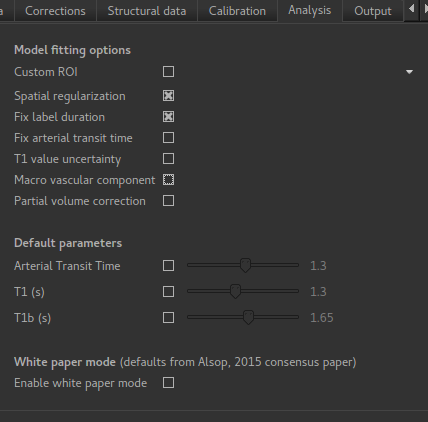 a Corrections Structural data Calibration Analysis Output
Model fitting options
Custom ROI
Spatial regularization
Fix label duration
Fix arterial transit time
T1 value uncertainty
Macro vascular component
Partial volume correction
Default parameters
Arterial Transit Time 1.3
T1 (s) 1.3
T1b (s) 1.65
White paper mode (defaults from Alsop, 2015 consensus paper)
Enable white paper mode